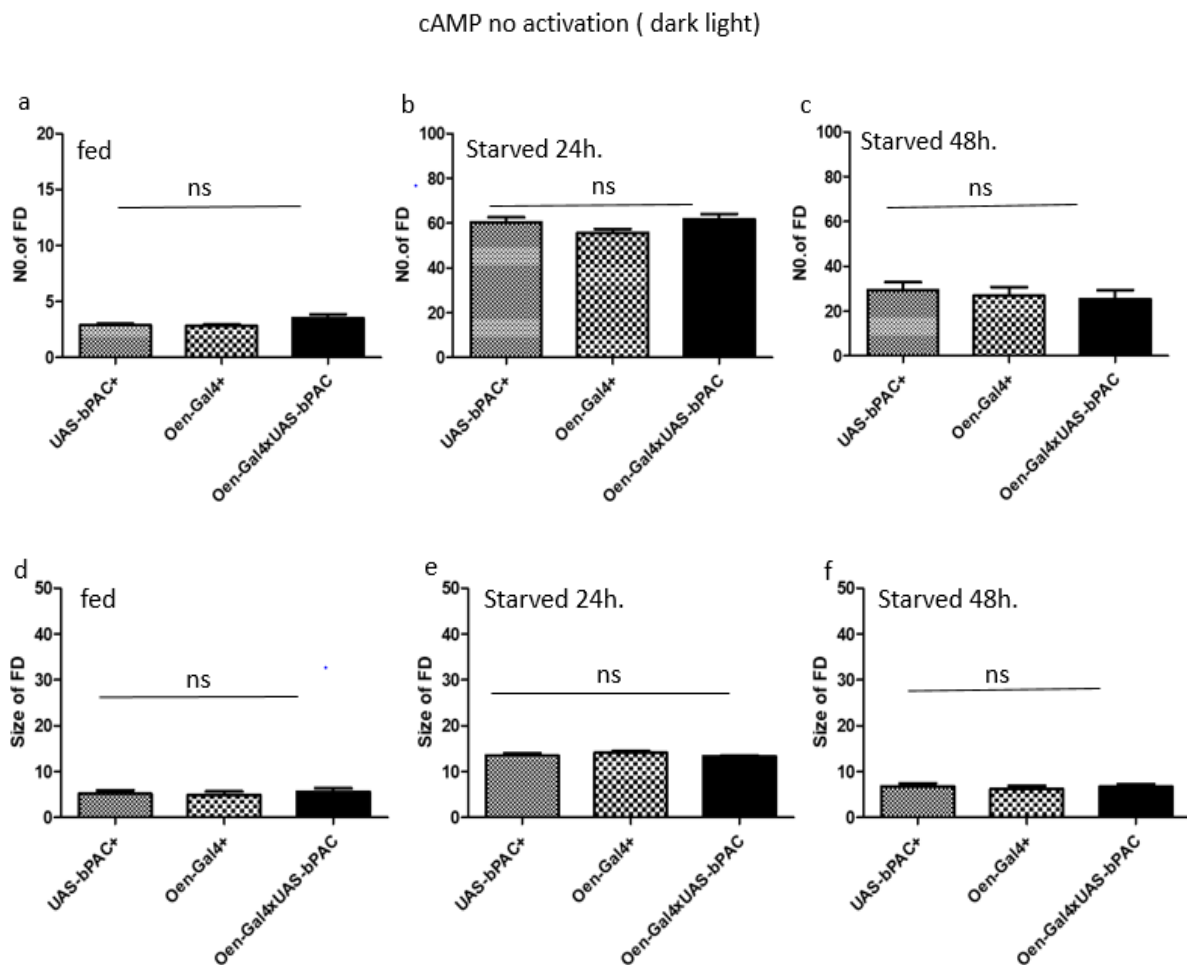 cAMP no activation ( dark light)
a
fed
ns
N0.of FD
20
15
10
5
0
UAS-bPAC+
Oen-Gal4+
Oen-Gal4xUAS-bPAC
b
Starved 24h.
ns
N0.of FD
100
80
60
40
20
0
UAS-bPAC+
Oen-Gal4+
Oen-Gal4xUAS-bPAC
c
Starved 48h.
ns
N0.of FD
100
80
60
40
20
0
UAS-bPAC+
Oen-Gal4+
Oen-Gal4xUAS-bPAC
d
fed
ns
Size of FD
50
40
30
20
10
0
UAS-bPAC+
Oen-Gal4+
Oen-Gal4xUAS-bPAC
e
Starved 24h.
ns
Size of FD
50
40
30
20
10
0
UAS-bPAC+
Oen-Gal4+
Oen-Gal4xUAS-bPAC
f
Starved 48h.
ns
Size of FD
50
40
30
20
10
0
UAS-bPAC+
Oen-Gal4+
Oen-Gal4xUAS-bPAC